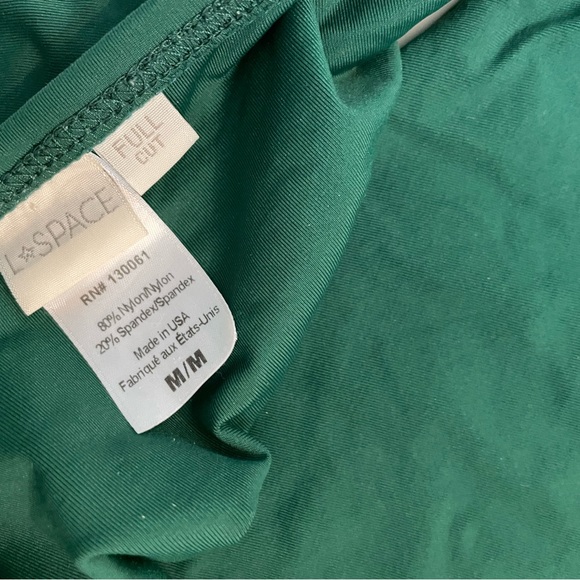 FULL
CUT
L☆SPACE
RN# 130061
80% Nylon/Nylon
20% Spandex/Spandex
Made in USA
Fabriqué aux États-Unis
M/M